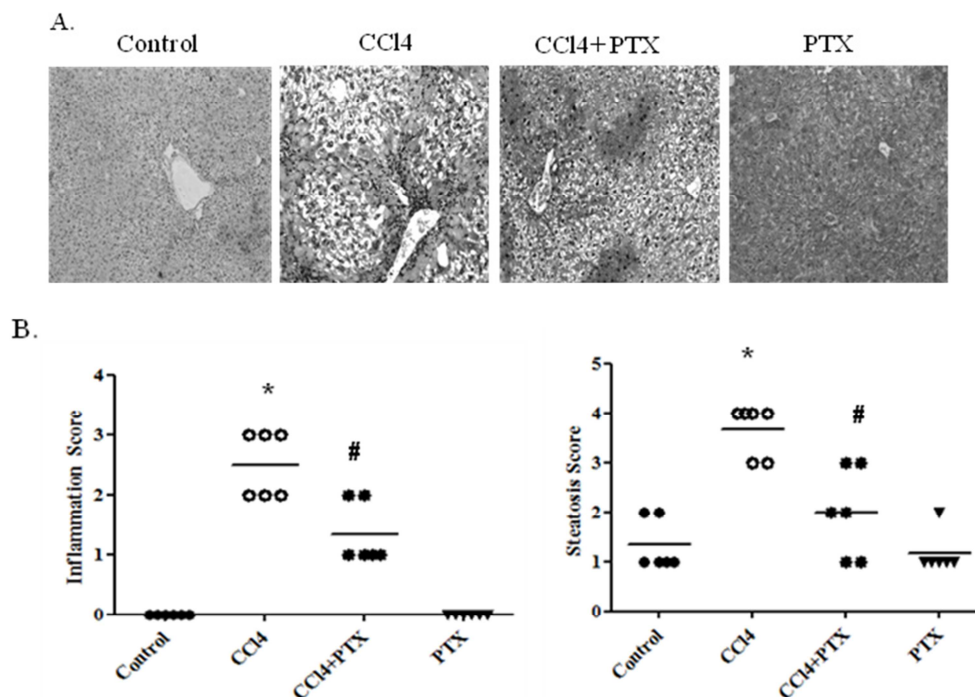 A.
Control CCl4 CCl4+PTX PTX
B.
Inflammation Score
4
3
2
1
0
*
#
Control CCl4 CCl4+PTX PTX
Steatosis Score
5
4
3
2
1
0
*
#
Control CCl4 CCl4+PTX PTX